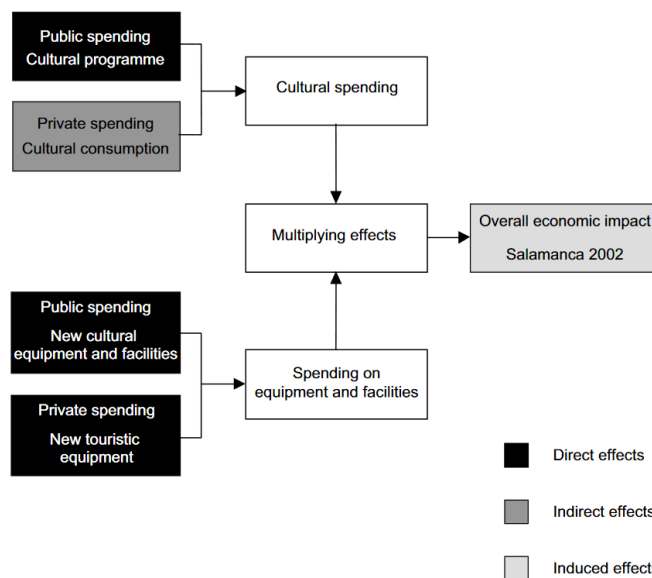 Public spending
Cultural programme
Cultural spending
Private spending
Cultural consumption
Multiplying effects
Overall economic impact
Salamanca 2002
Public spending
New cultural
equipment and facilities
Spending on
equipment and facilities
Private spending
New touristic
equipment
Direct effects
Indirect effects
Induced effects